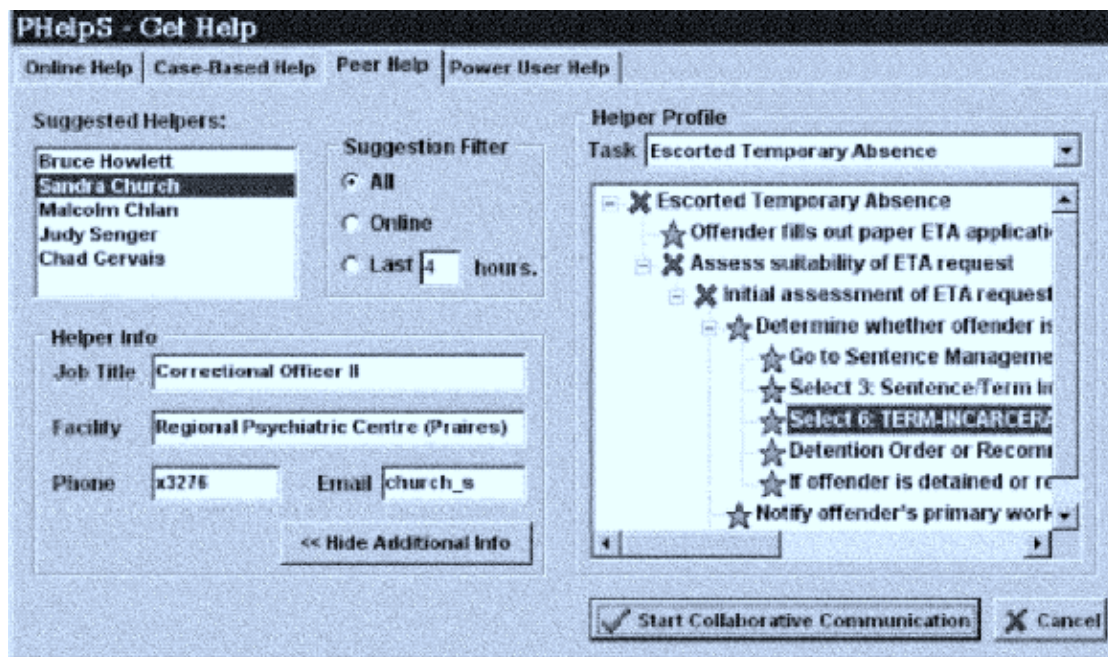 PHelpS - Get Help
Online Help Case-Based Help Peer Help Power User Help
Suggested Helpers:
Bruce Howlett
Sandra Church
Malcolm Chlan
Judy Senger
Chad Gervais
Suggestion Filter
All
Online
Last 4 hours.
Helper Info
Job Title Correctional Officer II
Facility Regional Psychiatric Centre (Praires)
Phone x3276 Email church_s
<< Hide Additional Info
Helper Profile
Task Escorted Temporary Absence
Escorted Temporary Absence
Offender fills out paper ETA applicati
Assess suitability of ETA request
Initial assessment of ETA request
Determine whether offender is
Go to Sentence Manageme
Select 3: Sentence/Term In
Select 6: TERM-INCARCERA
Detention Order or Recomm
If offender is detained or re
Notify offender's primary work
Start Collaborative Communication Cancel